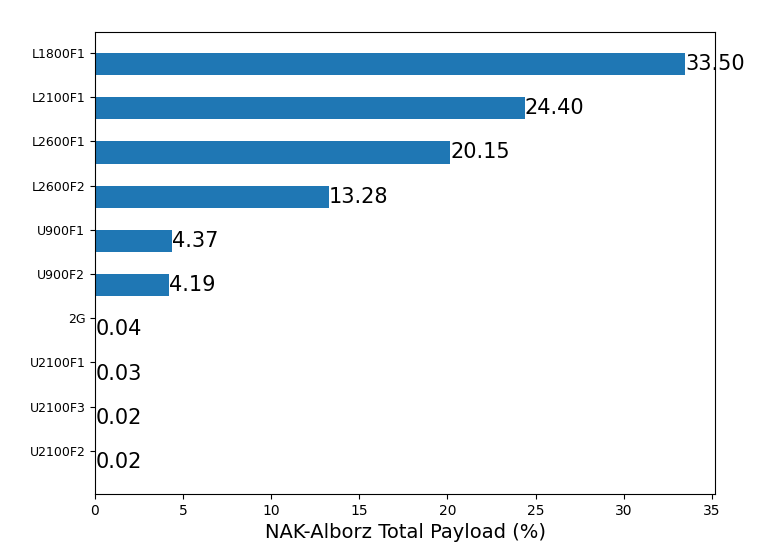 L1800F1 33.50
L2100F1 24.40
L2600F1 20.15
L2600F2 13.28
U900F1 4.37
U900F2 4.19
2G 0.04
U2100F1 0.03
U2100F3 0.02
U2100F2 0.02
0 5 10 15 20 25 30 35
NAK-Alborz Total Payload (%)